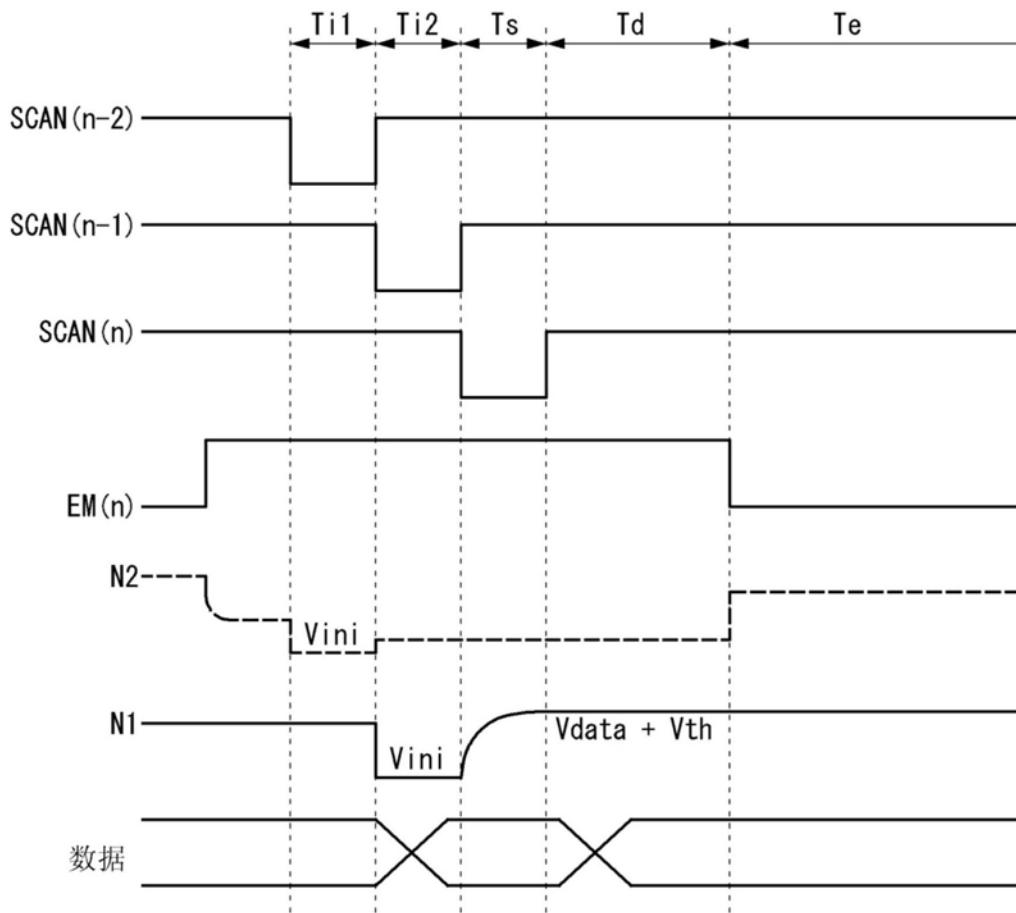 Ti1 Ti2 Ts Td Te
SCAN(n-2)
SCAN(n-1)
SCAN(n)
EM(n)
N2
Vini
N1
Vini
Vdata + Vth
数据